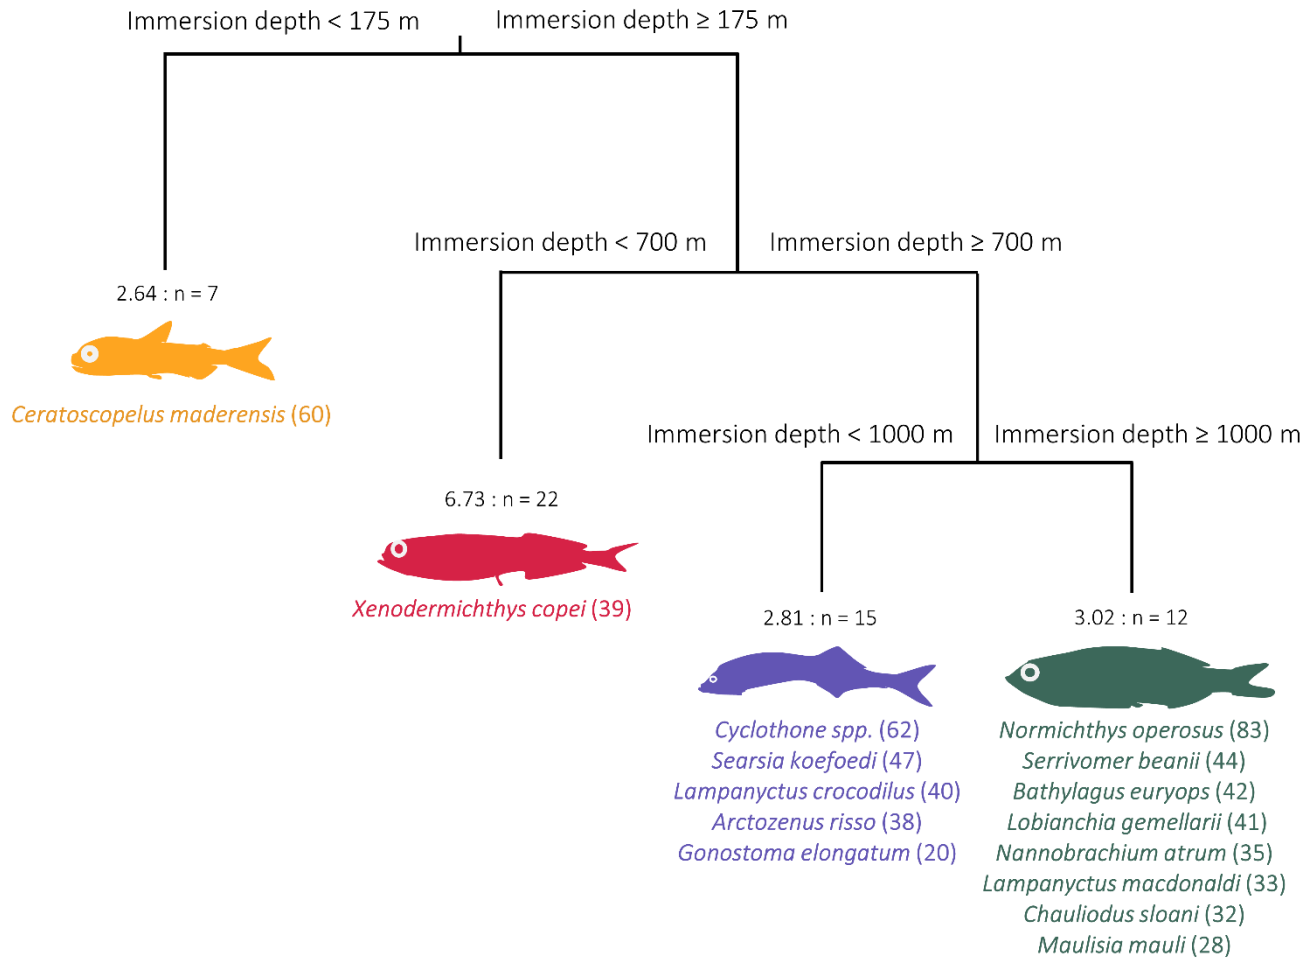 Immersion depth < 175 m
Immersion depth ≥ 175 m
Immersion depth < 700 m
Immersion depth ≥ 700 m
2.64 : n = 7
Ceratoscopelus maderensis (60)
Immersion depth < 1000 m
Immersion depth ≥ 1000 m
6.73 : n = 22
Xenodermichthys copei (39)
2.81 : n = 15
Cyclothone spp. (62)
Searsia koefoedi (47)
Lampanyctus crocodilus (40)
Arctozenus risso (38)
Gonostoma elongatum (20)
3.02 : n = 12
Normichthys operosus (83)
Serrivomer beanii (44)
Bathylagus euryops (42)
Lobianchia gemellarii (41)
Nannobrachium atrum (35)
Lampanyctus macdonaldi (33)
Chauliodus sloani (32)
Maulisia mauli (28)